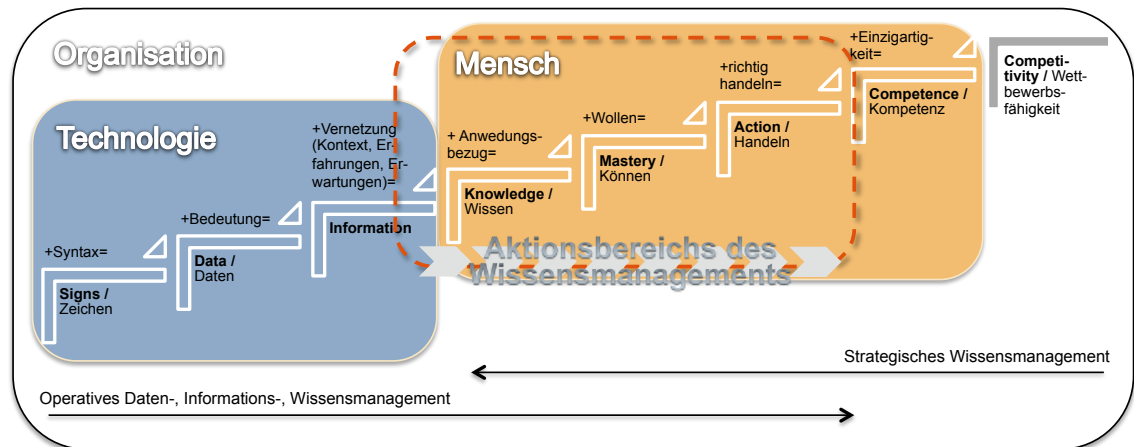 Organisation
Technologie
Mensch
+Syntax=
Signs /
Zeichen
+Bedeutung=
Data /
Daten
+Vernetzung
(Kontext, Er-
fahrungen, Er-
wartungen)=
Information
+ Anwedungs-
bezug=
Knowledge /
Wissen
+Wollen=
Mastery /
Können
+richtig
handeln=
Action /
Handeln
+Einzigartig-
keit=
Competence /
Kompetenz
Competi-
tivity / Wett-
bewerbs-
fähigkeit
Aktionsbereichs des
Wissensmanagements
Strategisches Wissensmanagement
Operatives Daten-, Informations-, Wissensmanagement